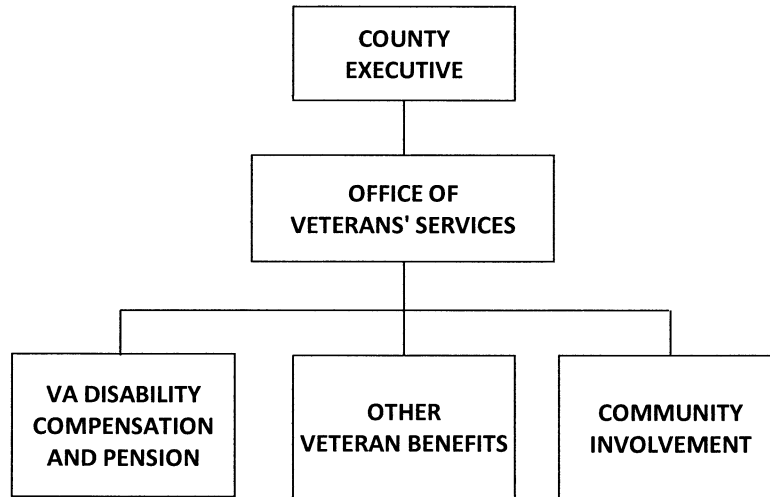 COUNTY
EXECUTIVE
OFFICE OF
VETERANS' SERVICES
VA DISABILITY
COMPENSATION
AND PENSION
OTHER
VETERAN BENEFITS
COMMUNITY
INVOLVEMENT